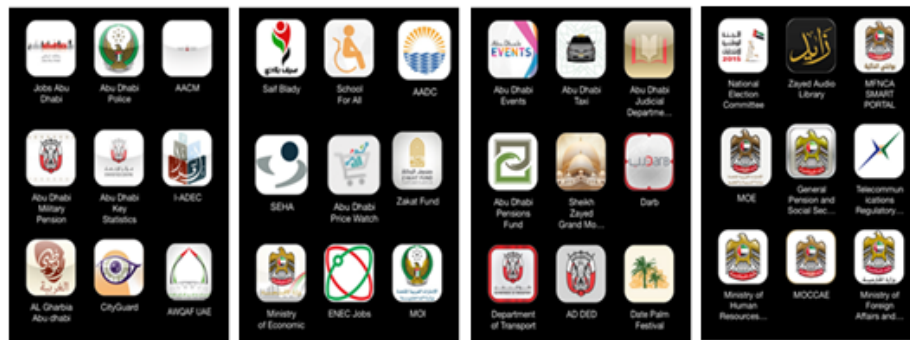 Jobs Abu
Dhabi
Abu Dhabi
Police
AACM
Abu Dhabi
Military
Pension
Abu Dhabi
Key
Statistics
I-ADEC
AL Gharbia
Abu dhabi
CityGuard
AWQAF UAE
Saif Blady
School
For All
AADC
SEHA
Abu Dhabi
Price Watch
Zakat Fund
Ministry
of Economic
ENEC Jobs
MOI
EVENTS
Abu Dhabi
Events
Abu Dhabi
Taxi
Abu Dhabi
Judicial
Departme...
Abu Dhabi
Pensions
Fund
Sheikh
Zayed
Grand Mo...
Darb
Department
of Transport
AD DED
Date Palm
Festival
2015
زايد
National
Election
Committee
Zayed Audio
Library
MFNCA
SMART
PORTAL
MOE
General
Pension and
Social Sec...
Telecommun
ications
Regulatory...
Ministry of
Human
Resources...
MOCCAE
Ministry of
Foreign
Affairs and ...